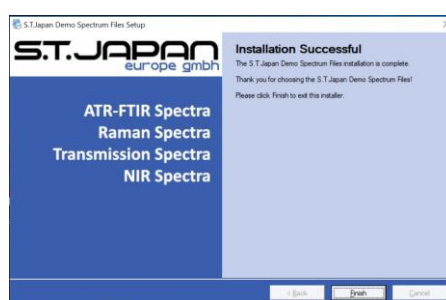 S.T.Japan Demo Spectrum Files Setup
S.T.JAPAN
europe gmbh
ATR-FTIR Spectra
Raman Spectra
Transmission Spectra
NIR Spectra
Installation Successful
The S.T.Japan Demo Spectrum Files installation is complete.
Thank you for choosing the S.T.Japan Demo Spectrum Files!
Please click Finish to exit this installer.
< Back
Finish
Cancel